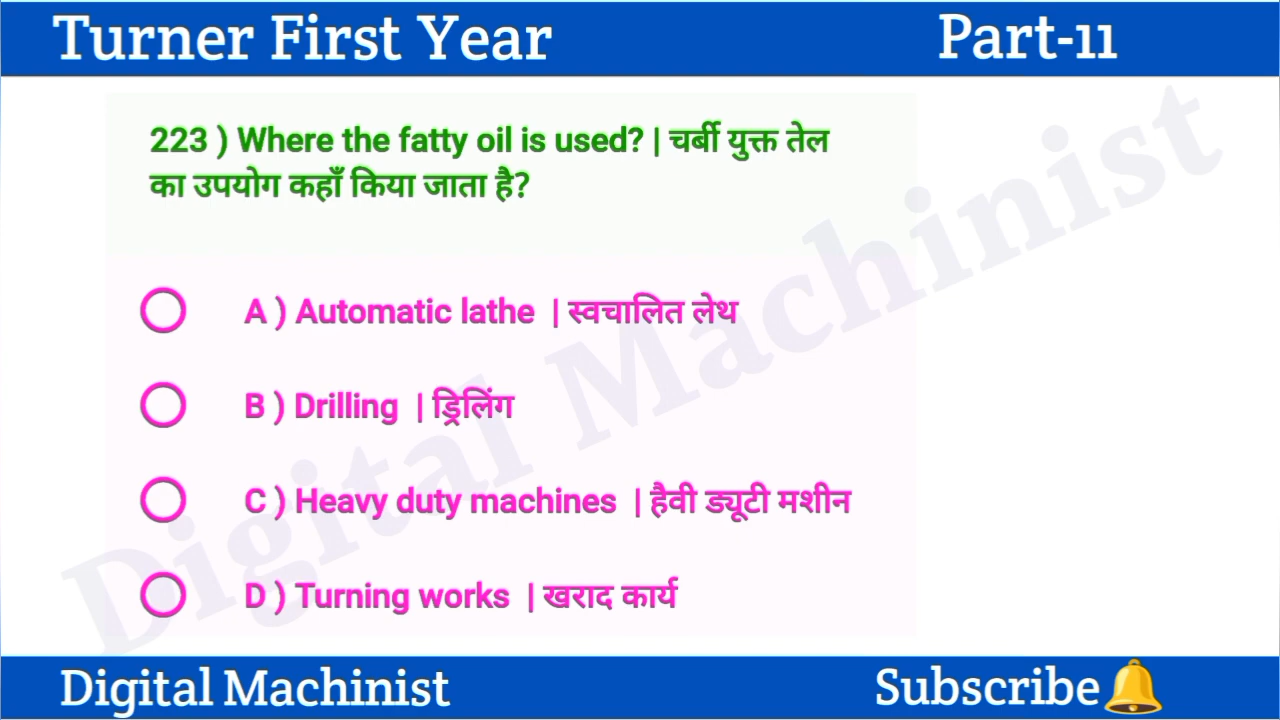 Turner First Year Part-11
223 ) Where the fatty oil is used? | चर्बी युक्त तेल
का उपयोग कहाँ किया जाता है?
A ) Automatic lathe | स्वचालित लेथ
B ) Drilling | ड्रिलिंग
C ) Heavy duty machines | हैवी ड्यूटी मशीन
D ) Turning works | खराद कार्य
Digital Machinist
Digital Machinist Subscribe